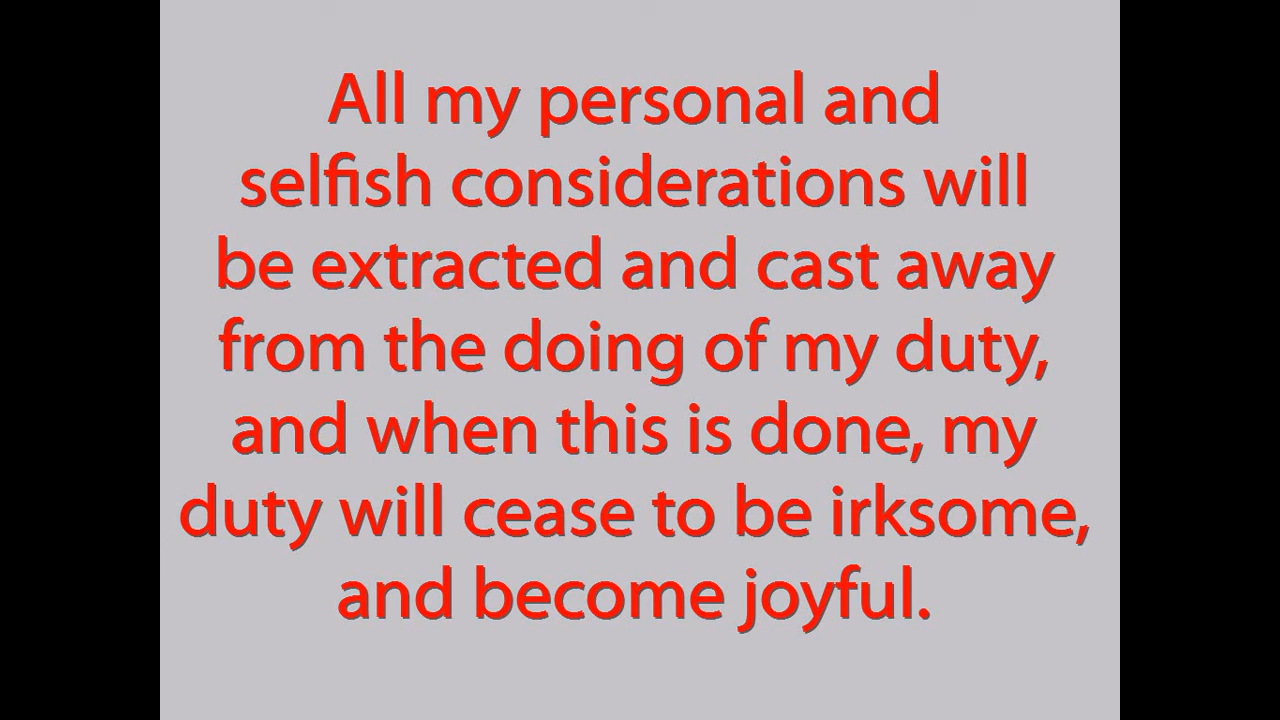 All my personal and
selfish considerations will
be extracted and cast away
from the doing of my duty,
and when this is done, my
duty will cease to be irksome,
and become joyful.